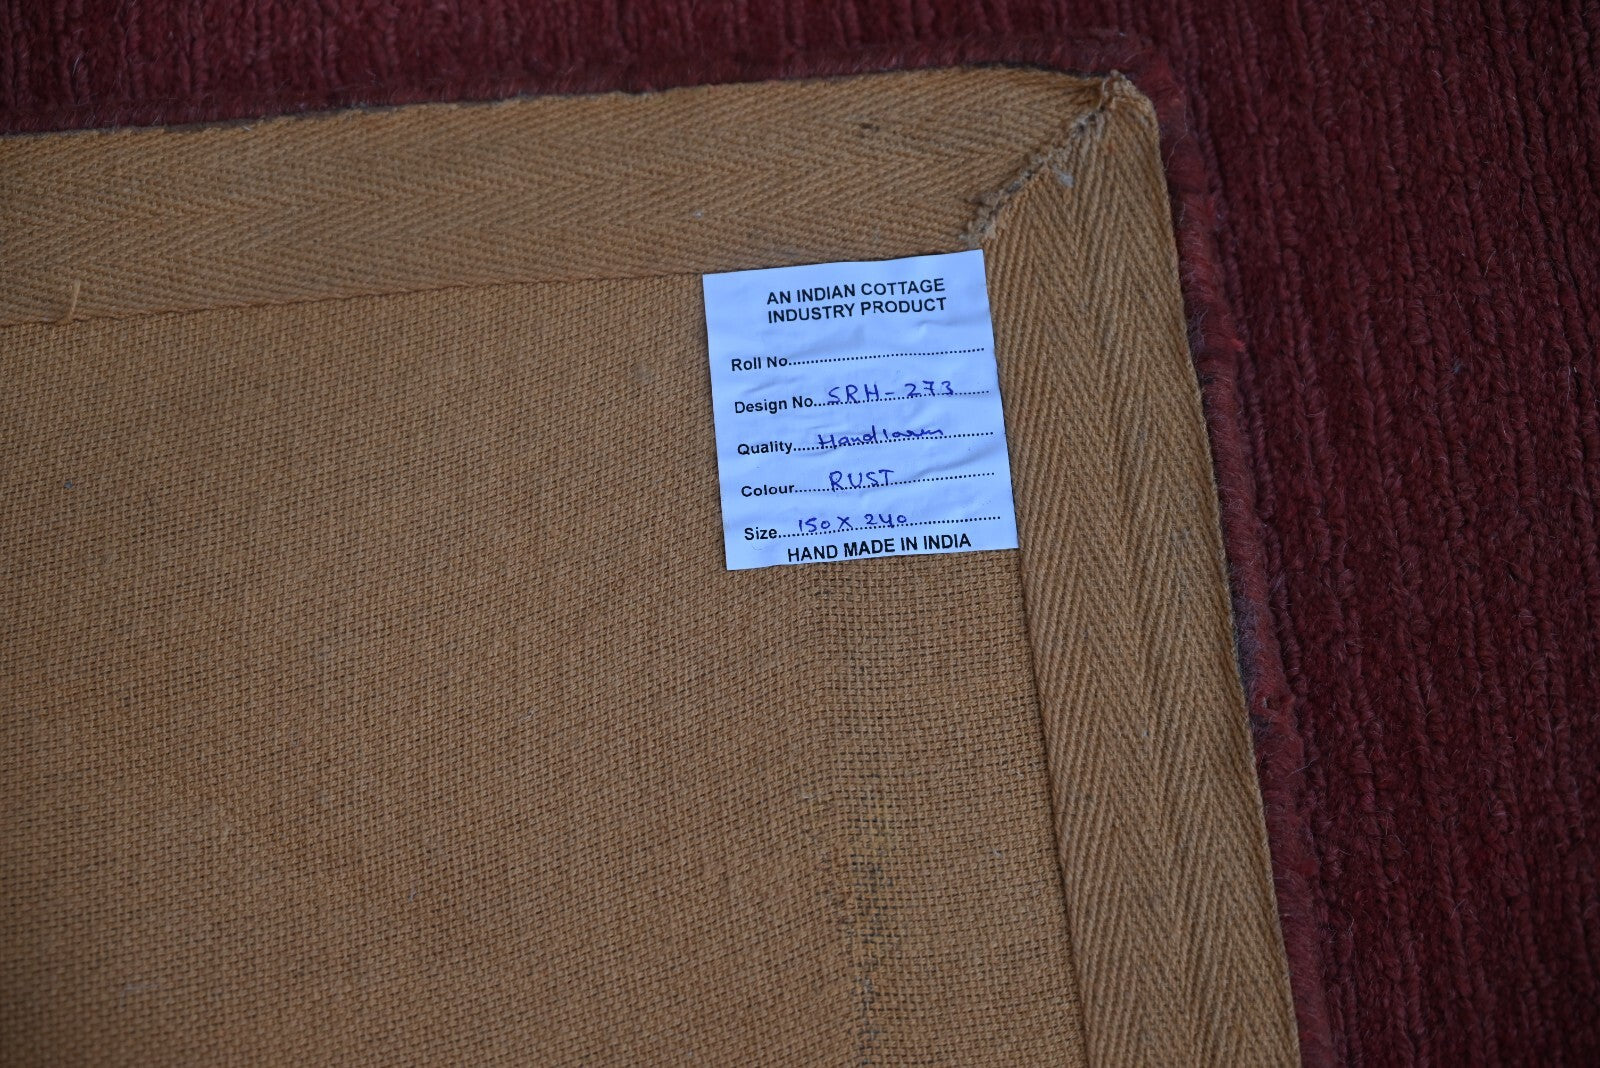 AN INDIAN COTTAGE
INDUSTRY PRODUCT
Roll No..............................................
Design No...SRH-273
Quality......Handloom
Colour......RUST
Size....150 X 240
HAND MADE IN INDIA